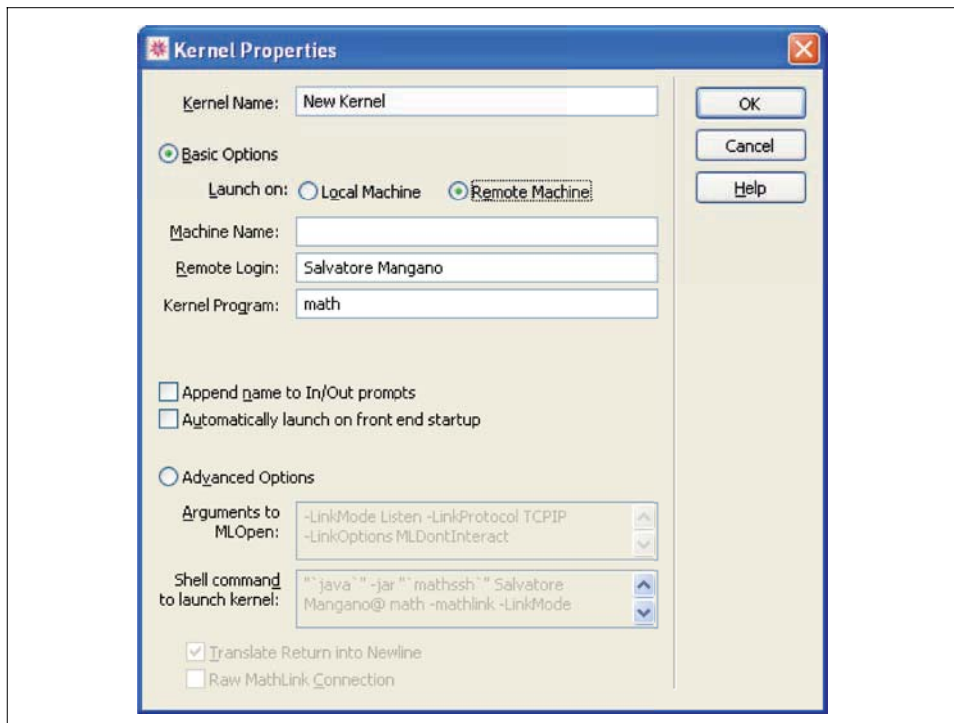 Kernel Properties
Kernel Name: New Kernel
OK
Cancel
Help
Basic Options
Launch on: Local Machine Remote Machine
Machine Name:
Remote Login: Salvatore Mangano
Kernel Program: math
Append name to In/Out prompts
Automatically launch on front end startup
Advanced Options
Arguments to
MLOpen:
-LinkMode Listen -LinkProtocol TCPIP
-LinkOptions MLDontInteract
Shell command
to launch kernel:
"`java`" -jar "`mathssh`" Salvatore
Mangano@ math -mathlink -LinkMode
Translate Return into Newline
Raw MathLink Connection